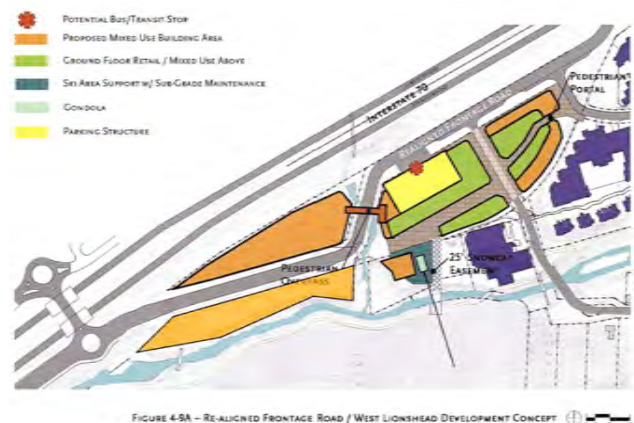 POTENTIAL BUS/TRANSIT STOP
PROPOSED MIXED USE BUILDING AREA
GROUND FLOOR RETAIL / MIXED USE ABOVE
SKI AREA SUPPORT W/ SUB-GRADE MAINTENANCE
GONDOLA
PARKING STRUCTURE
INTERSTATE 70
REALIGNED FRONTAGE ROAD
PEDESTRIAN
PORTAL
PEDESTRIAN
25'
EASEMENT
FIGURE 4-9A – RE-ALIGNED FRONTAGE ROAD / WEST LIONSHEAD DEVELOPMENT CONCEPT